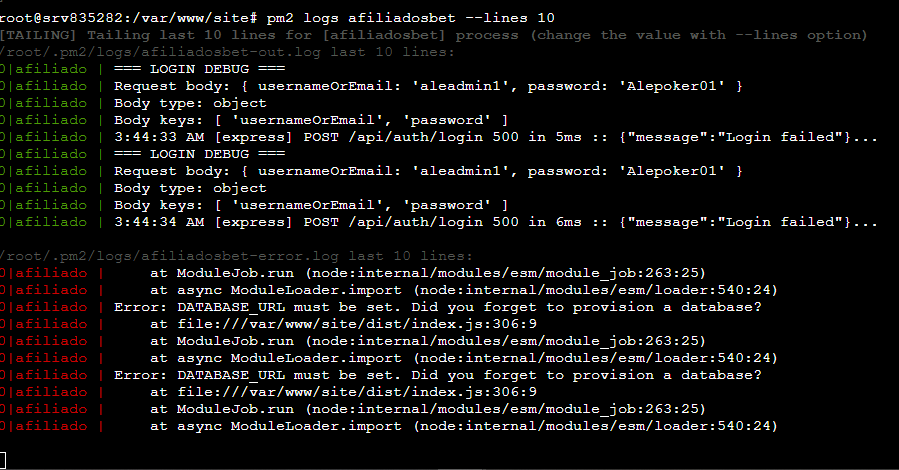 root@srv835282:/var/www/site# pm2 logs afiliadosbet --lines 10
[TAILING] Tailing last 10 lines for [afiliadosbet] process (change the value with --lines option)
/root/.pm2/logs/afiliadosbet-out.log last 10 lines:
0|afiliado | === LOGIN DEBUG ===
0|afiliado | Request body: { usernameOrEmail: 'aleadmin1', password: 'Alepoker01' }
0|afiliado | Body type: object
0|afiliado | Body keys: [ 'usernameOrEmail', 'password' ]
0|afiliado | 3:44:33 AM [express] POST /api/auth/login 500 in 5ms :: {"message":"Login failed"}...
0|afiliado | === LOGIN DEBUG ===
0|afiliado | Request body: { usernameOrEmail: 'aleadmin1', password: 'Alepoker01' }
0|afiliado | Body type: object
0|afiliado | Body keys: [ 'usernameOrEmail', 'password' ]
0|afiliado | 3:44:34 AM [express] POST /api/auth/login 500 in 6ms :: {"message":"Login failed"}...
/root/.pm2/logs/afiliadosbet-error.log last 10 lines:
0|afiliado |     at ModuleJob.run (node:internal/modules/esm/module_job:263:25)
0|afiliado |     at async ModuleLoader.import (node:internal/modules/esm/loader:540:24)
0|afiliado | Error: DATABASE_URL must be set. Did you forget to provision a database?
0|afiliado |     at file:///var/www/site/dist/index.js:306:9
0|afiliado |     at ModuleJob.run (node:internal/modules/esm/module_job:263:25)
0|afiliado |     at async ModuleLoader.import (node:internal/modules/esm/loader:540:24)
0|afiliado | Error: DATABASE_URL must be set. Did you forget to provision a database?
0|afiliado |     at file:///var/www/site/dist/index.js:306:9
0|afiliado |     at ModuleJob.run (node:internal/modules/esm/module_job:263:25)
0|afiliado |     at async ModuleLoader.import (node:internal/modules/esm/loader:540:24)